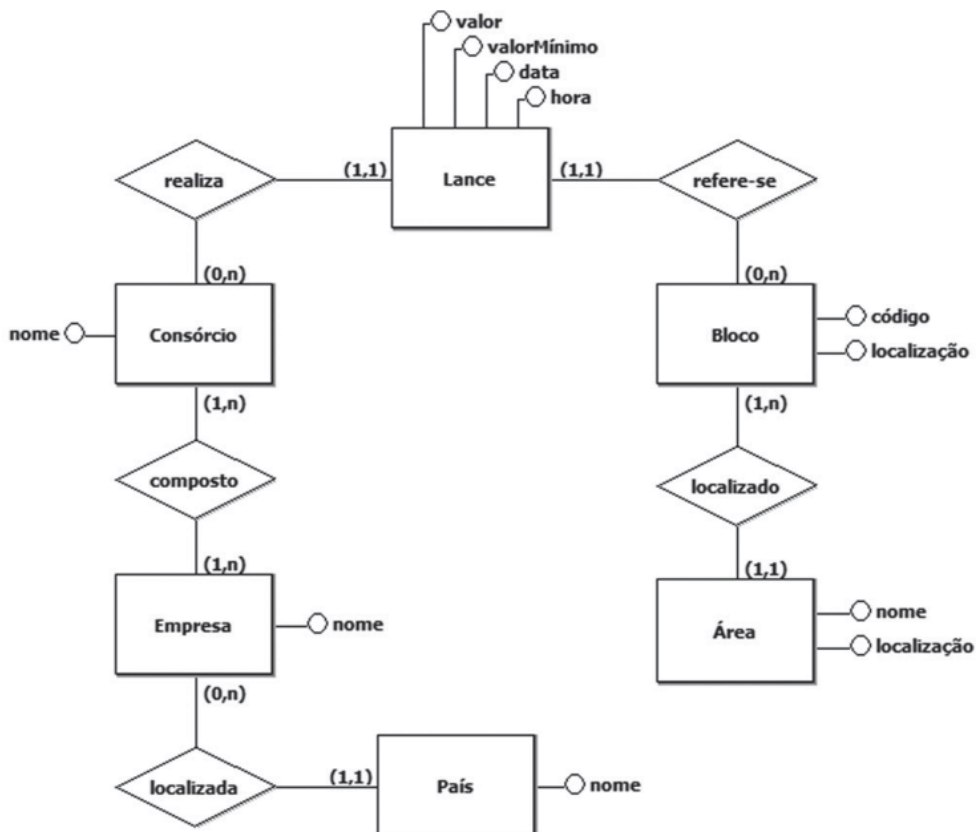 valor
valorMínimo
data
hora
realiza
(1,1)
Lance
(1,1)
refere-se
(0,n)
(0,n)
nome
Consórcio
Bloco
código
localização
(1,n)
(1,n)
composto
localizado
(1,n)
(1,1)
Empresa
nome
Área
nome
localização
(0,n)
localizada
(1,1)
País
nome